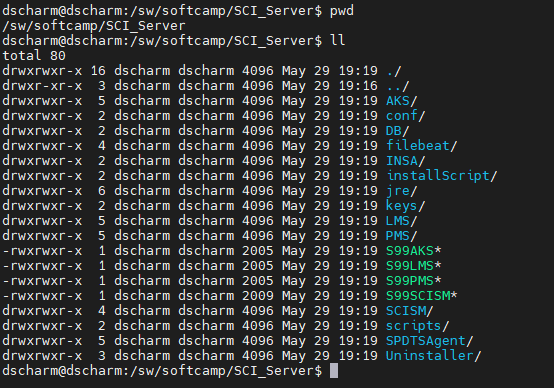 dscharm@dscharm:/sw/softcamp/SCI_Server$ pwd
/sw/softcamp/SCI_Server
dscharm@dscharm:/sw/softcamp/SCI_Server$ ll
total 80
drwxrwxr-x 16 dscharm dscharm 4096 May 29 19:19 ./
drwxr-xr-x  3 dscharm dscharm 4096 May 29 19:16 ../
drwxrwxr-x  5 dscharm dscharm 4096 May 29 19:19 AKS/
drwxrwxr-x  2 dscharm dscharm 4096 May 29 19:19 conf/
drwxrwxr-x  2 dscharm dscharm 4096 May 29 19:19 DB/
drwxrwxr-x  4 dscharm dscharm 4096 May 29 19:19 filebeat/
drwxrwxr-x  2 dscharm dscharm 4096 May 29 19:19 INSA/
drwxrwxr-x  2 dscharm dscharm 4096 May 29 19:19 installScript/
drwxrwxr-x  6 dscharm dscharm 4096 May 29 19:19 jre/
drwxrwxr-x  2 dscharm dscharm 4096 May 29 19:19 keys/
drwxrwxr-x  5 dscharm dscharm 4096 May 29 19:19 LMS/
drwxrwxr-x  5 dscharm dscharm 4096 May 29 19:19 PMS/
-rwxrwxr-x  1 dscharm dscharm 2005 May 29 19:19 S99AKS*
-rwxrwxr-x  1 dscharm dscharm 2005 May 29 19:19 S99LMS*
-rwxrwxr-x  1 dscharm dscharm 2005 May 29 19:19 S99PMS*
-rwxrwxr-x  1 dscharm dscharm 2009 May 29 19:19 S99SCISM*
drwxrwxr-x  4 dscharm dscharm 4096 May 29 19:19 SCISM/
drwxrwxr-x  2 dscharm dscharm 4096 May 29 19:19 scripts/
drwxrwxr-x  5 dscharm dscharm 4096 May 29 19:19 SPDTSAgent/
drwxrwxr-x  3 dscharm dscharm 4096 May 29 19:19 Uninstaller/
dscharm@dscharm:/sw/softcamp/SCI_Server$